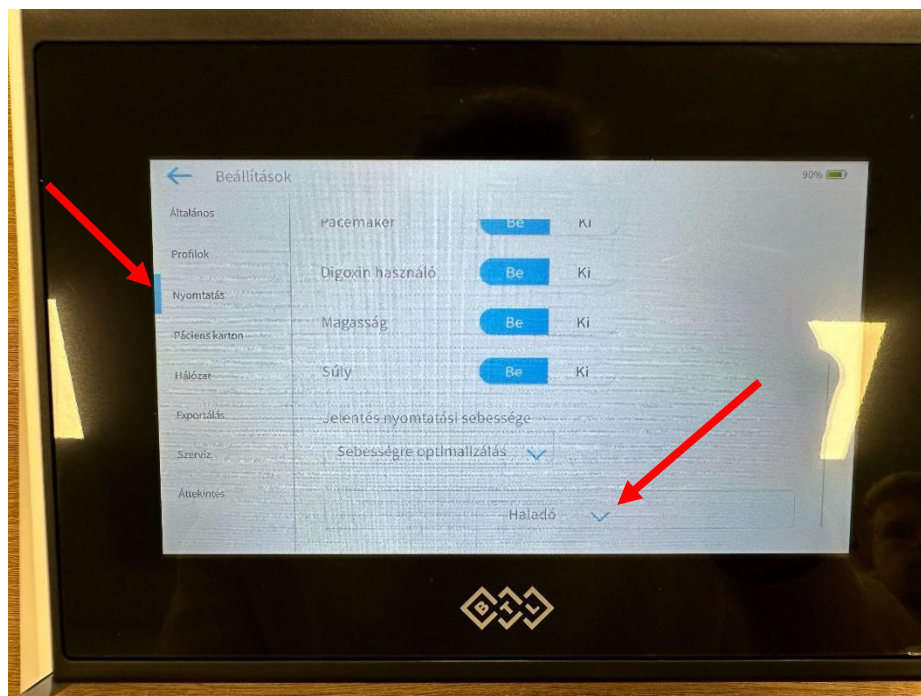 Beállítások
90%
Általános
Profilok
Nyomtatás
Páciens karton
Hálózat
Exportálás
Szerviz
Áttekintés
Pacemaker Be Ki
Digoxin használó Be Ki
Magasság Be Ki
Súly Be Ki
Jelentés nyomtatási sebessége
Sebességre optimalizálás
Haladó
BTL